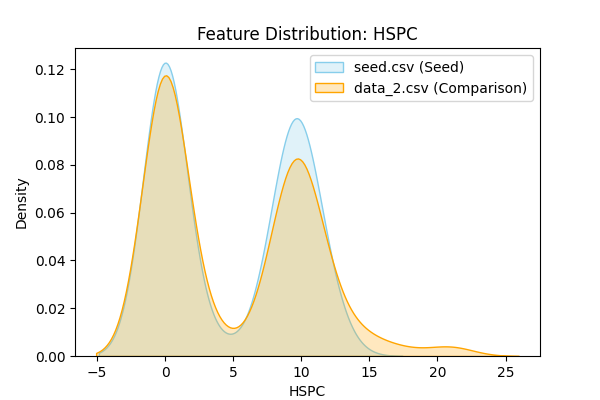 Feature Distribution: HSPC
seed.csv (Seed)
data_2.csv (Comparison)
Density
0.12
0.10
0.08
0.06
0.04
0.02
0.00
−5
0
5
10
15
20
25
HSPC